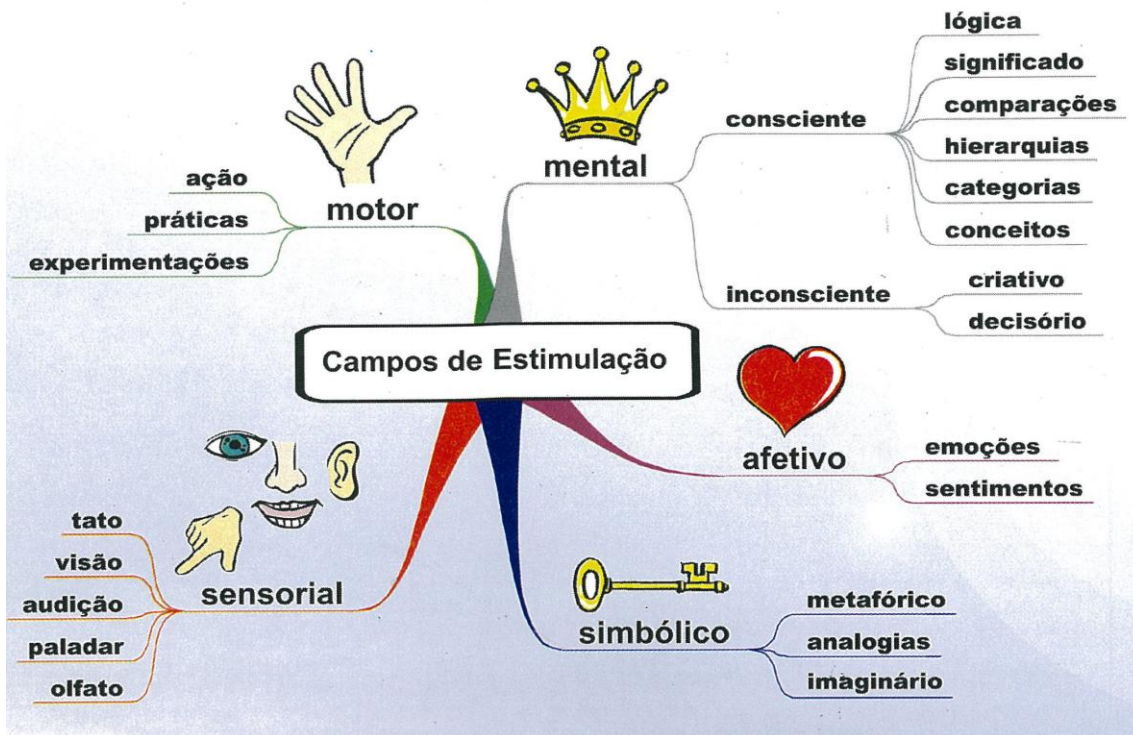 Campos de Estimulação
mental
consciente
lógica
significado
comparações
hierarquias
categorias
conceitos
inconsciente
criativo
decisório
afetivo
emoções
sentimentos
simbólico
metafórico
analogias
imaginário
sensorial
tato
visão
audição
paladar
olfato
motor
ação
práticas
experimentações